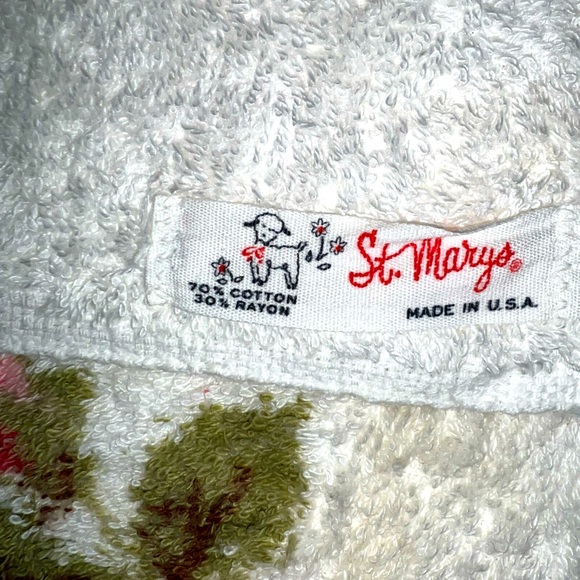 St. Marys®
70% COTTON
30% RAYON
MADE IN U.S.A.